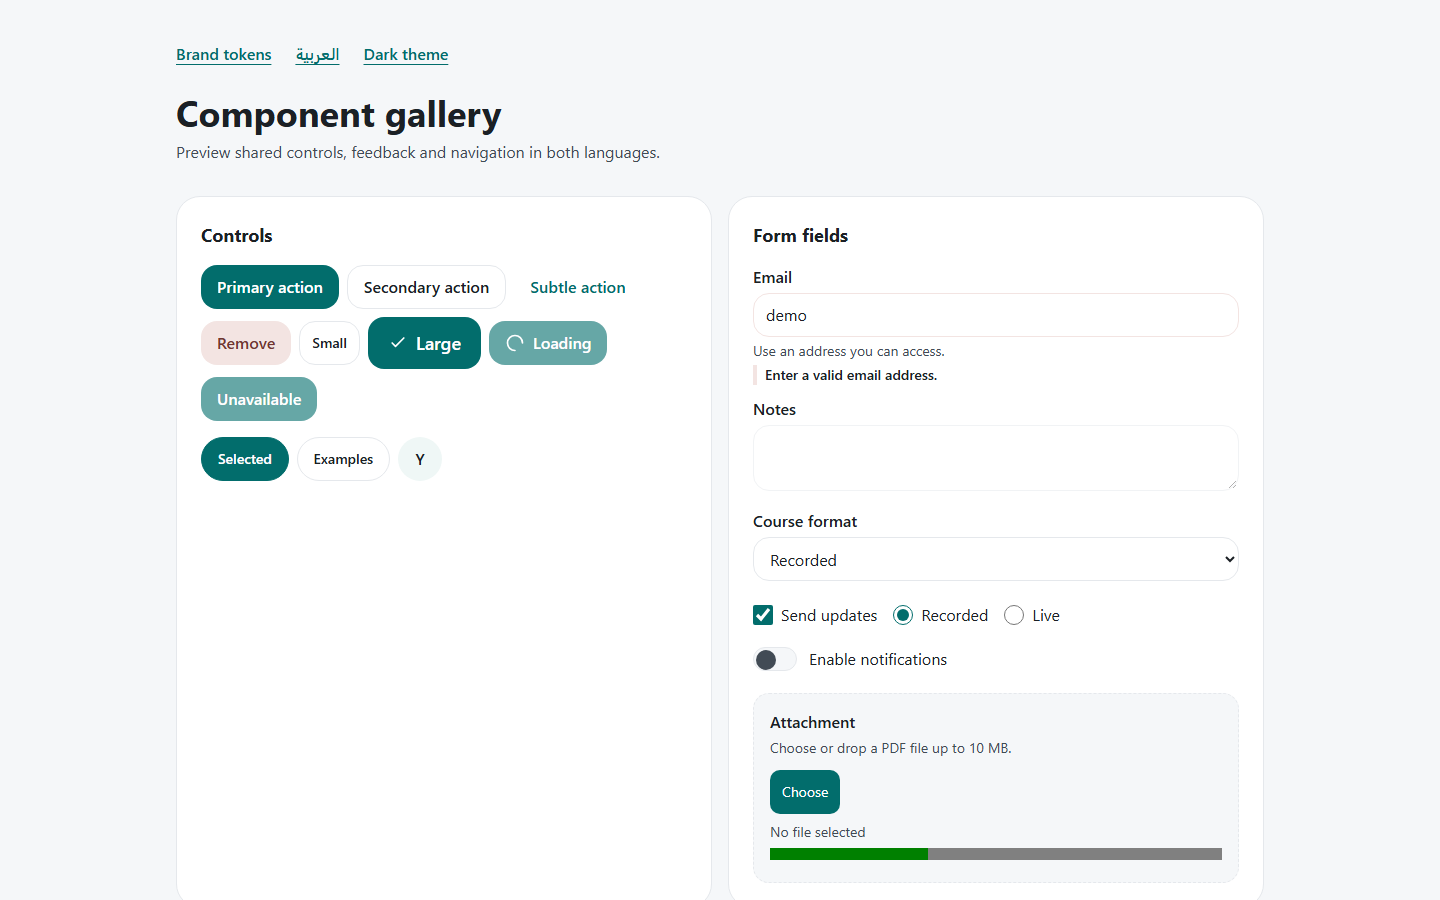 Brand tokens العربية Dark theme
Component gallery
Preview shared controls, feedback and navigation in both languages.
Controls
Primary action Secondary action Subtle action
Remove Small Large Loading
Unavailable
Selected Examples Y
Form fields
Email
demo
Use an address you can access.
Enter a valid email address.
Notes
Course format
Recorded
Send updates Recorded Live
Enable notifications
Attachment
Choose or drop a PDF file up to 10 MB.
Choose
No file selected